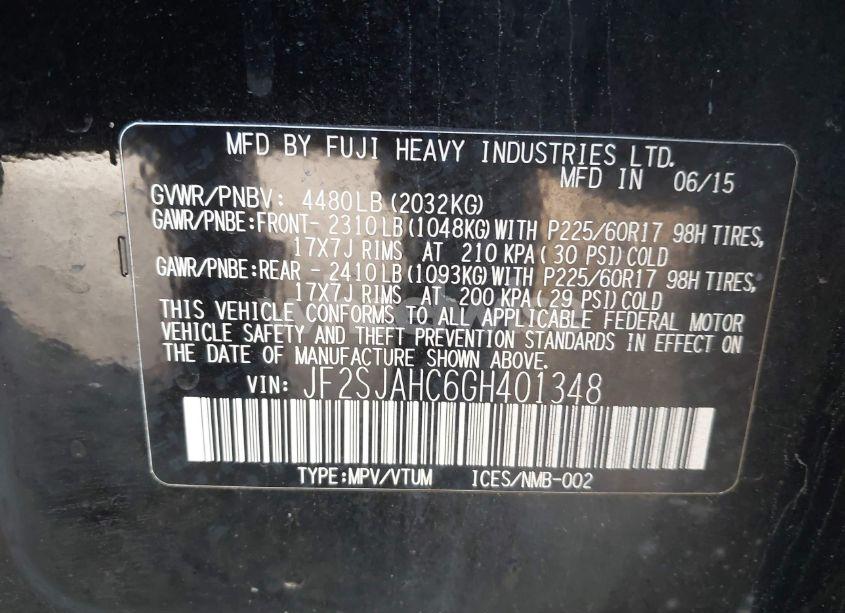 MFD BY FUJI HEAVY INDUSTRIES LTD.
MFD IN 06/15
GVWR/PNBV: 4480LB(2032KG)
GAWR/PNBE:FRONT- 2310LB(1048KG)WITH P225/60R17 98H TIRES,
17X7J RIMS AT 210 KPA(30 PSI)COLD
GAWR/PNBE:REAR - 2410LB(1093KG)WITH P225/60R17 98H TIRES,
17X7J RIMS AT 200 KPA(29 PSI)COLD
THIS VEHICLE CONFORMS TO ALL APPLICABLE FEDERAL MOTOR
VEHICLE SAFETY AND THEFT PREVENTION STANDARDS IN EFFECT ON
THE DATE OF MANUFACTURE SHOWN ABOVE.
VIN: JF2SJAHC6GH401348
TYPE:MPV/VTUM ICES/NMB-002